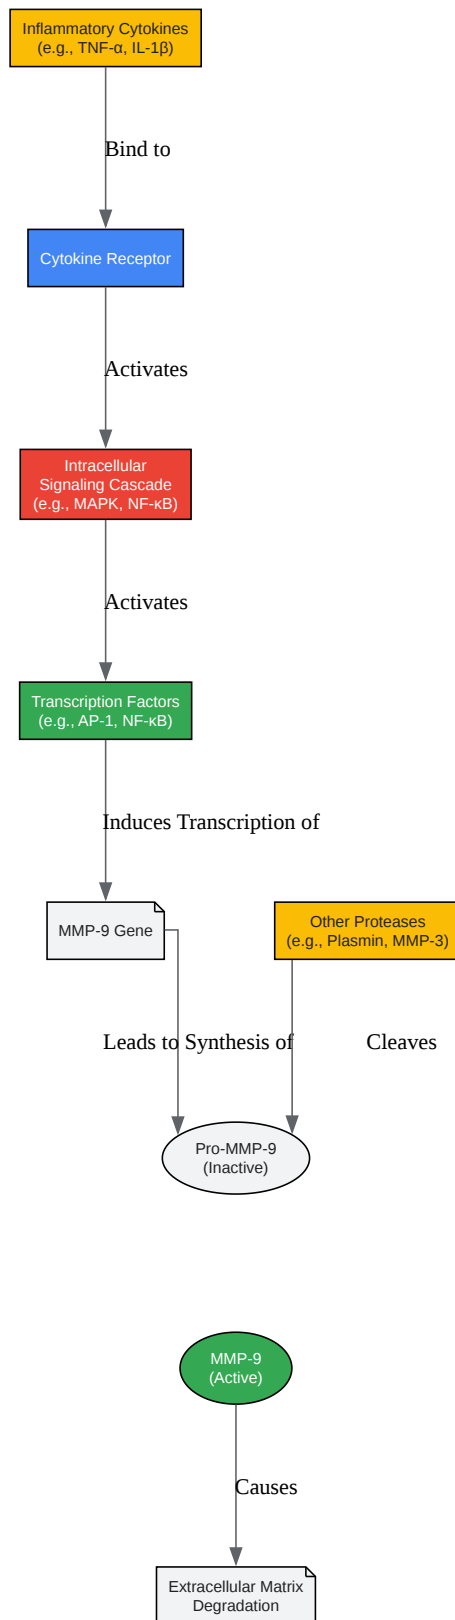 Inflammatory Cytokines
(e.g., TNF-α, IL-1β)
Bind to
Cytokine Receptor
Activates
Intracellular
Signaling Cascade
(e.g., MAPK, NF-κB)
Activates
Transcription Factors
(e.g., AP-1, NF-κB)
Induces Transcription of
MMP-9 Gene
Other Proteases
(e.g., Plasmin, MMP-3)
Leads to Synthesis of
Cleaves
Pro-MMP-9
(Inactive)
MMP-9
(Active)
Causes
Extracellular Matrix
Degradation